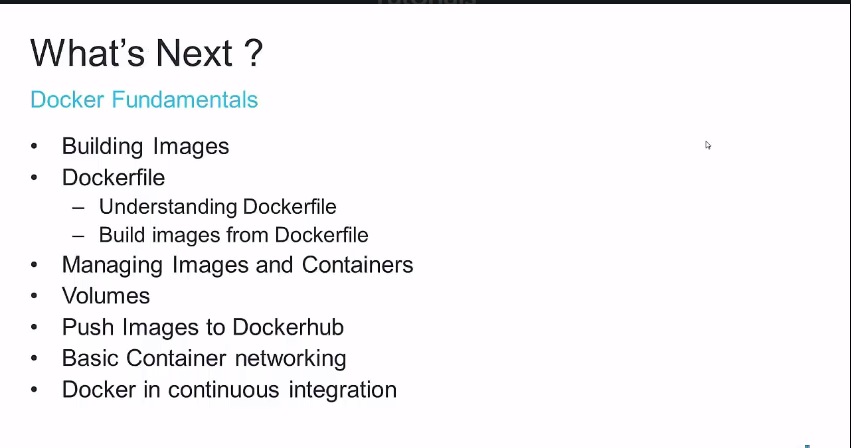 What's Next ?
Docker Fundamentals
• Building Images
• Dockerfile
– Understanding Dockerfile
– Build images from Dockerfile
• Managing Images and Containers
• Volumes
• Push Images to Dockerhub
• Basic Container networking
• Docker in continuous integration